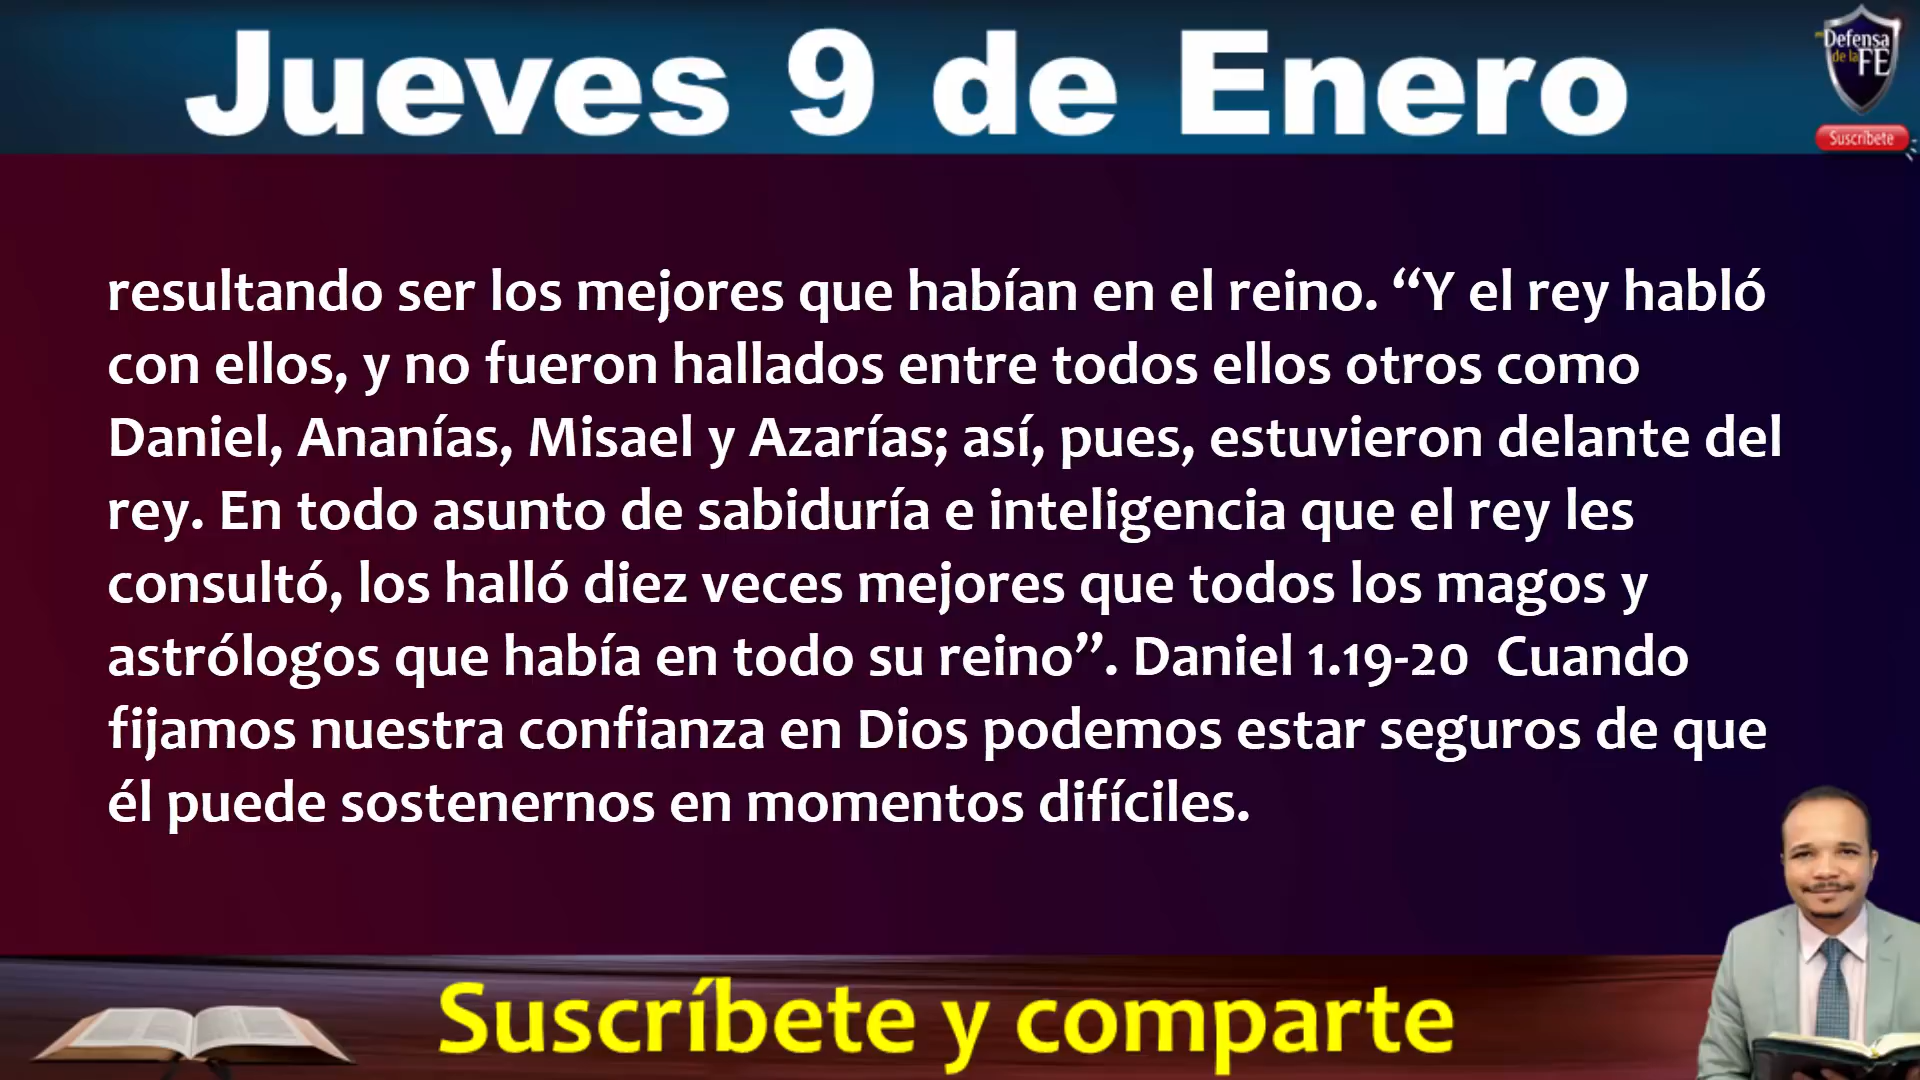 Jueves 9 de Enero
Defensa
de la FE
Suscríbete
resultando ser los mejores que habían en el reino. “Y el rey habló
con ellos, y no fueron hallados entre todos ellos otros como
Daniel, Ananías, Misael y Azarías; así, pues, estuvieron delante del
rey. En todo asunto de sabiduría e inteligencia que el rey les
consultó, los halló diez veces mejores que todos los magos y
astrólogos que había en todo su reino”. Daniel 1.19-20  Cuando
fijamos nuestra confianza en Dios podemos estar seguros de que
él puede sostenernos en momentos difíciles.
Suscríbete y comparte